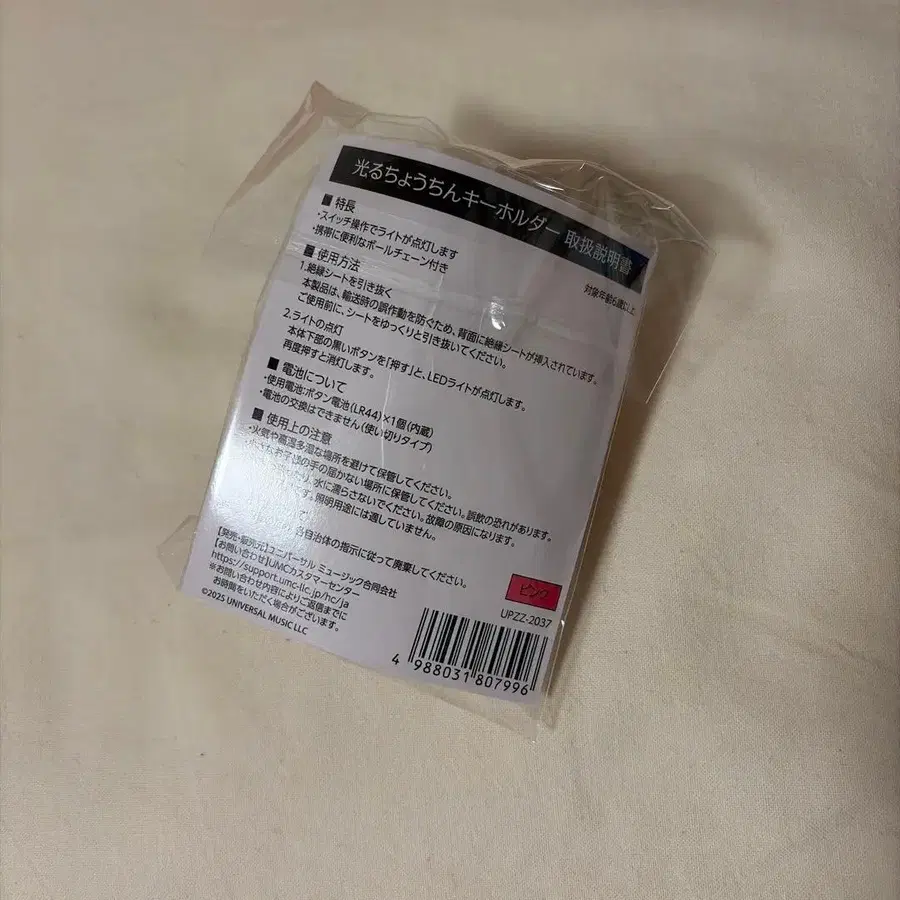 光るちょうちんキーホルダー 取扱説明書
対象年齢6歳以上
■ 特長
・スイッチ操作でライトが点灯します
・携帯に便利なボールチェーン付き
■ 使用方法
1.絶縁シートを引き抜く
本製品は、輸送時の誤作動を防ぐため、背面に絶縁シートが挿入されています。
ご使用前に、シートをゆっくりと引き抜いてください。
2.ライトの点灯
本体下部の黒いボタンを「押す」と、LEDライトが点灯します。
再度押すと消灯します。
■ 電池について
・使用電池:ボタン電池(LR44)×1個(内蔵)
・電池の交換はできません(使い切りタイプ)
■ 使用上の注意
・火気や高温多湿な場所を避けて保管してください。
・小さなお子様の手の届かない場所に保管してください。誤飲の恐れがあります。
たり、水に濡らさないでください。故障の原因になります。
です。照明用途には適していません。
て
各自治体の指示に従って廃棄してください。
【発売・販売元】ユニバーサル ミュージック合同会社
【お問い合わせ】UMCカスタマーセンター
https://support.umc-llc.jp/hc/ja
※お問い合わせ内容によりご返信までに
お時間をいただく場合がございます。
©2025 UNIVERSAL MUSIC LLC
ピンク
UPZZ-2037
4 988031 807996